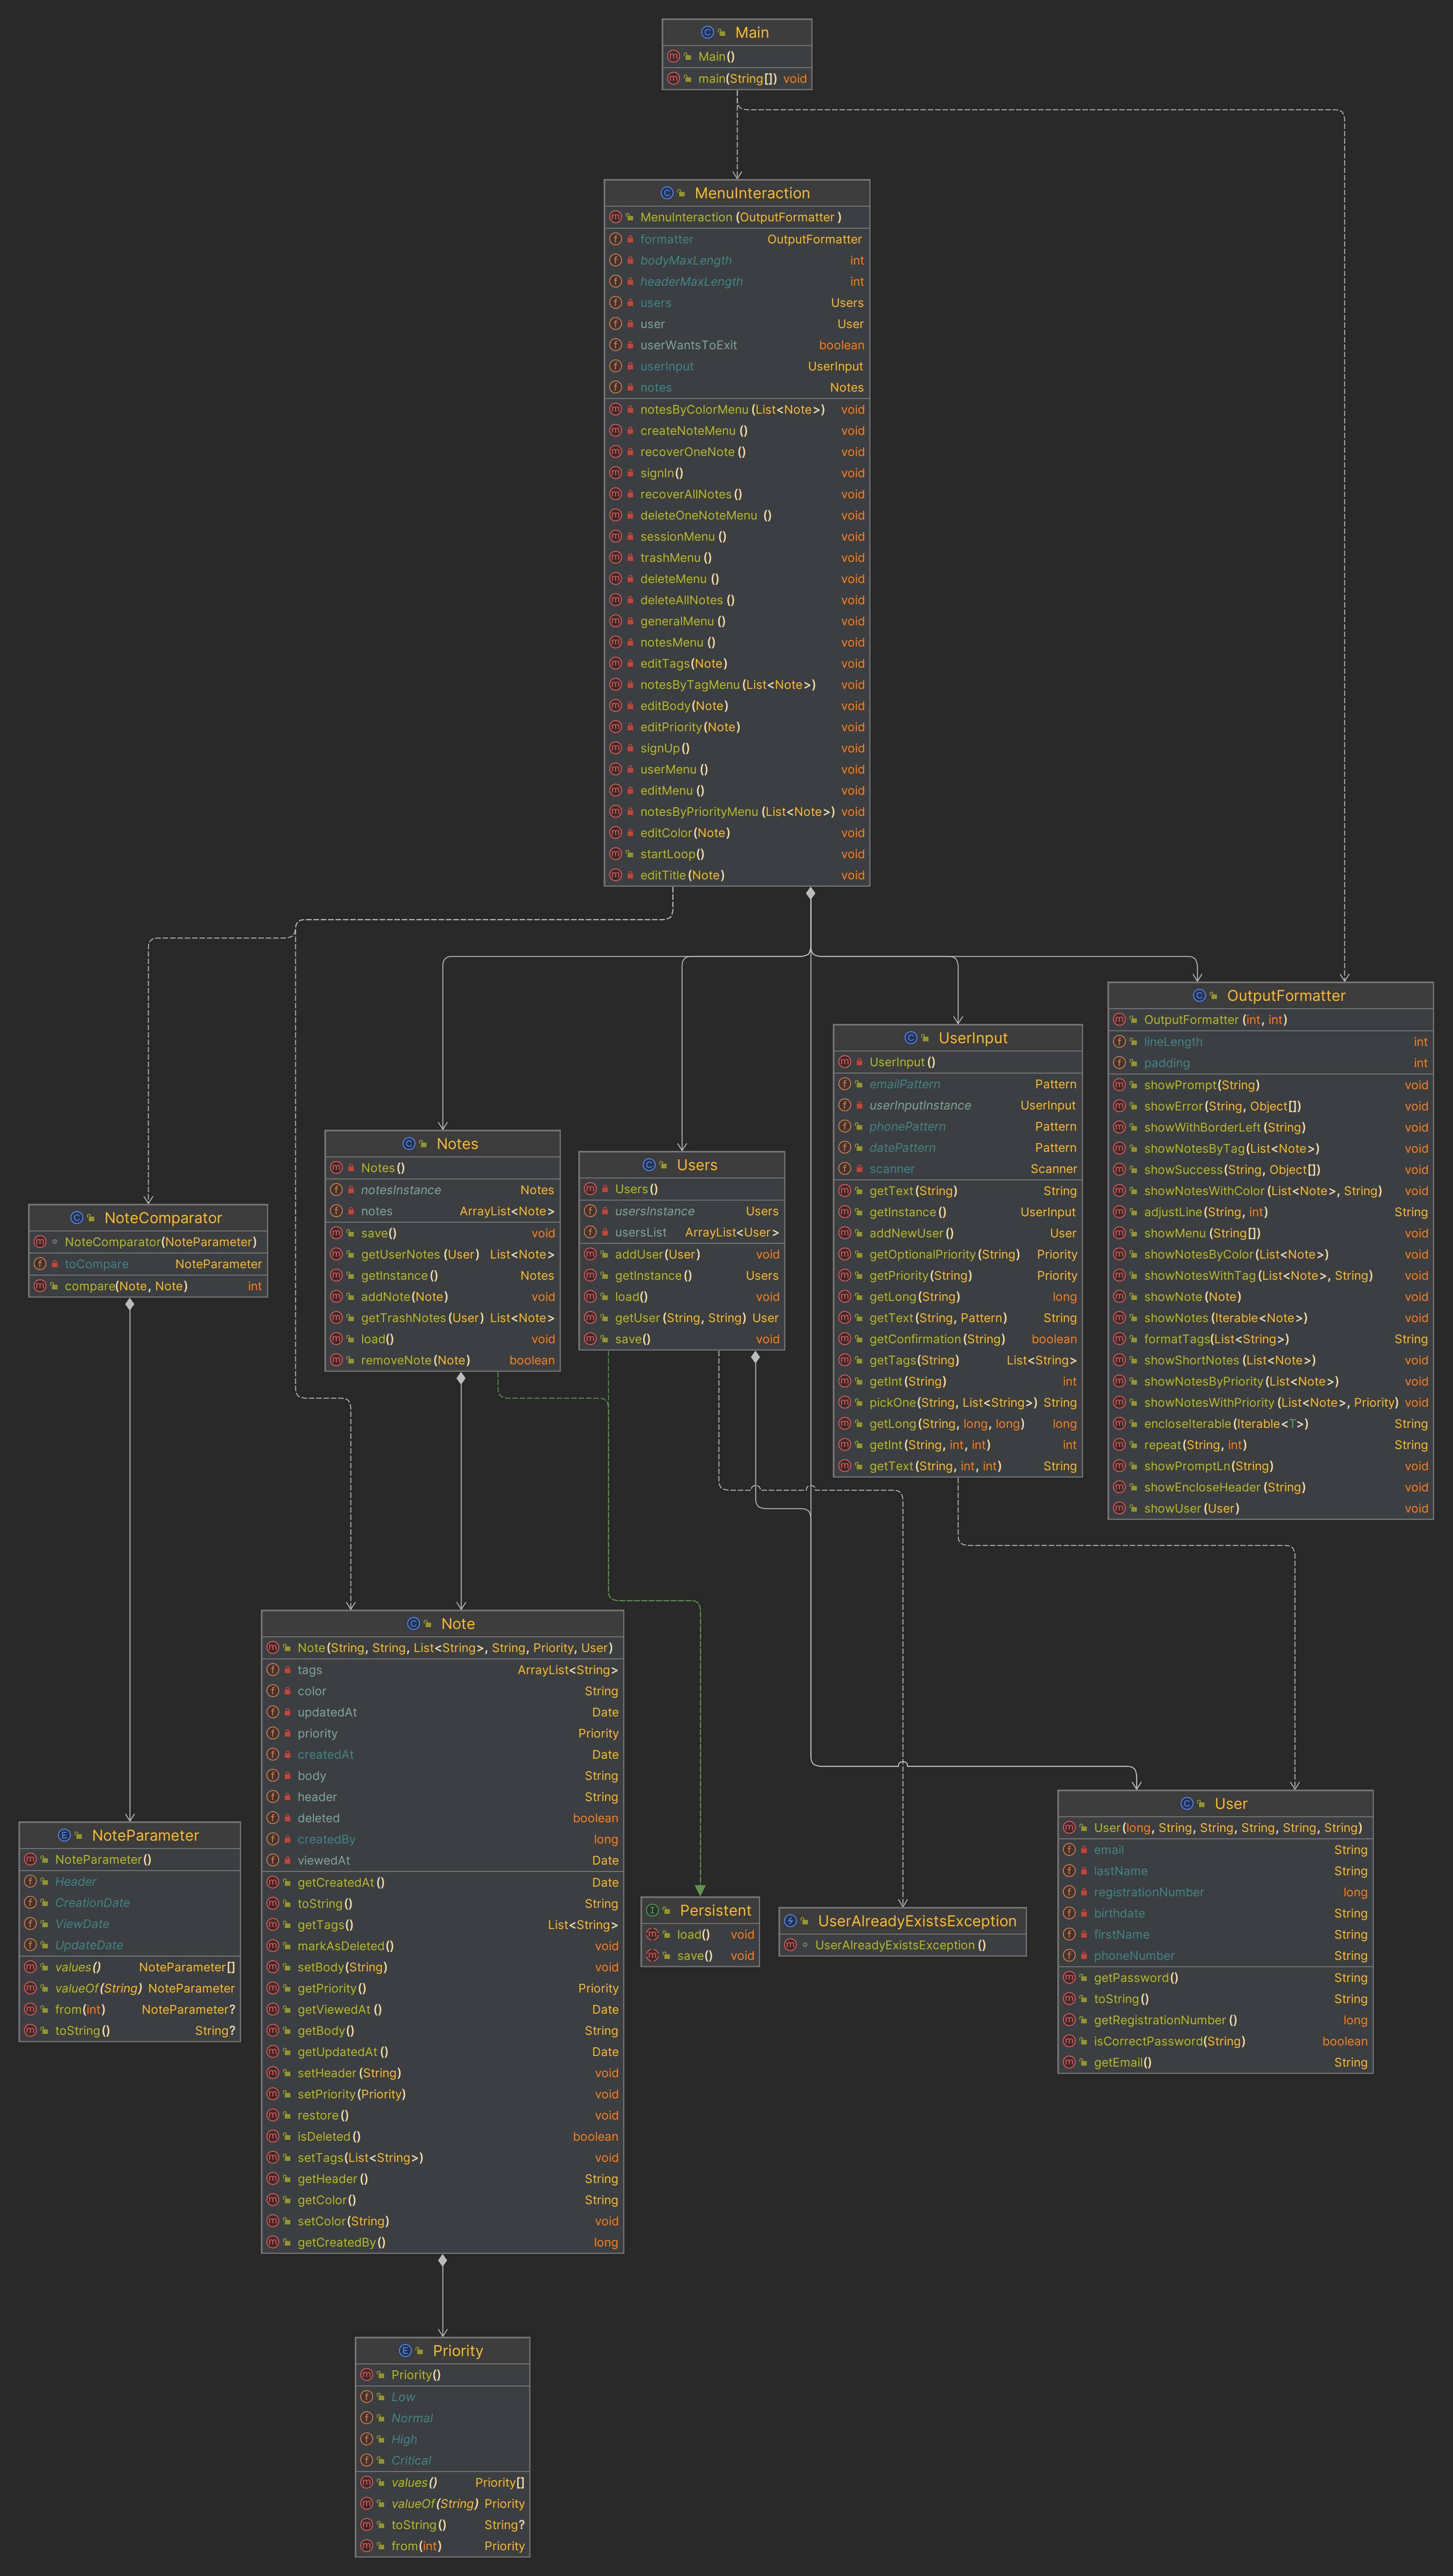 Main
Main()
main(String[]) void
MenuInteraction
MenuInteraction(OutputFormatter)
formatter OutputFormatter
bodyMaxLength int
headerMaxLength int
users Users
user User
userWantsToExit boolean
userInput UserInput
notes Notes
notesByColorMenu(List<Note>) void
createNoteMenu() void
recoverOneNote() void
signIn() void
recoverAllNotes() void
deleteOneNoteMenu() void
sessionMenu() void
trashMenu() void
deleteMenu() void
deleteAllNotes() void
generalMenu() void
notesMenu() void
editTags(Note) void
notesByTagMenu(List<Note>) void
editBody(Note) void
editPriority(Note) void
signUp() void
userMenu() void
editMenu() void
notesByPriorityMenu(List<Note>) void
editColor(Note) void
startLoop() void
editTitle(Note) void
OutputFormatter
OutputFormatter(int, int)
lineLength int
padding int
showPrompt(String) void
showError(String, Object[]) void
showWithBorderLeft(String) void
showNotesByTag(List<Note>) void
showSuccess(String, Object[]) void
showNotesWithColor(List<Note>, String) void
adjustLine(String, int) String
showMenu(String[]) void
showNotesByColor(List<Note>) void
showNotesWithTag(List<Note>, String) void
showNote(Note) void
showNotes(Iterable<Note>) void
formatTags(List<String>) String
showShortNotes(List<Note>) void
showNotesByPriority(List<Note>) void
showNotesWithPriority(List<Note>, Priority) void
encloseIterable(Iterable<T>) String
repeat(String, int) String
showPromptLn(String) void
showEncloseHeader(String) void
showUser(User) void
UserInput
UserInput()
emailPattern Pattern
userInputInstance UserInput
phonePattern Pattern
datePattern Pattern
scanner Scanner
getText(String) String
getInstance() UserInput
addNewUser() User
getOptionalPriority(String) Priority
getPriority(String) Priority
getLong(String) long
getText(String, Pattern) String
getConfirmation(String) boolean
getTags(String) List<String>
getInt(String) int
pickOne(String, List<String>) String
getLong(String, long, long) long
getInt(String, int, int) int
getText(String, int, int) String
Notes
Notes()
notesInstance Notes
notes ArrayList<Note>
save() void
getUserNotes(User) List<Note>
getInstance() Notes
addNote(Note) void
getTrashNotes(User) List<Note>
load() void
removeNote(Note) boolean
Users
Users()
usersInstance Users
usersList ArrayList<User>
addUser(User) void
getInstance() Users
load() void
getUser(String, String) User
save() void
NoteComparator
NoteComparator(NoteParameter)
toCompare NoteParameter
compare(Note, Note) int
Note
Note(String, String, List<String>, String, Priority, User)
tags ArrayList<String>
color String
updatedAt Date
priority Priority
createdAt Date
body String
header String
deleted boolean
createdBy long
viewedAt Date
getCreatedAt() Date
toString() String
getTags() List<String>
markAsDeleted() void
setBody(String) void
getPriority() Priority
getViewedAt() Date
getBody() String
getUpdatedAt() Date
setHeader(String) void
setPriority(Priority) void
restore() void
isDeleted() boolean
setTags(List<String>) void
getHeader() String
getColor() String
setColor(String) void
getCreatedBy() long
User
User(long, String, String, String, String, String)
email String
lastName String
registrationNumber long
birthdate String
firstName String
phoneNumber String
getPassword() String
toString() String
getRegistrationNumber() long
isCorrectPassword(String) boolean
getEmail() String
NoteParameter
NoteParameter()
Header
CreationDate
ViewDate
UpdateDate
values() NoteParameter[]
valueOf(String) NoteParameter
from(int) NoteParameter?
toString() String?
Persistent
load() void
save() void
UserAlreadyExistsException
UserAlreadyExistsException()
Priority
Priority()
Low
Normal
High
Critical
values() Priority[]
valueOf(String) Priority
toString() String?
from(int) Priority